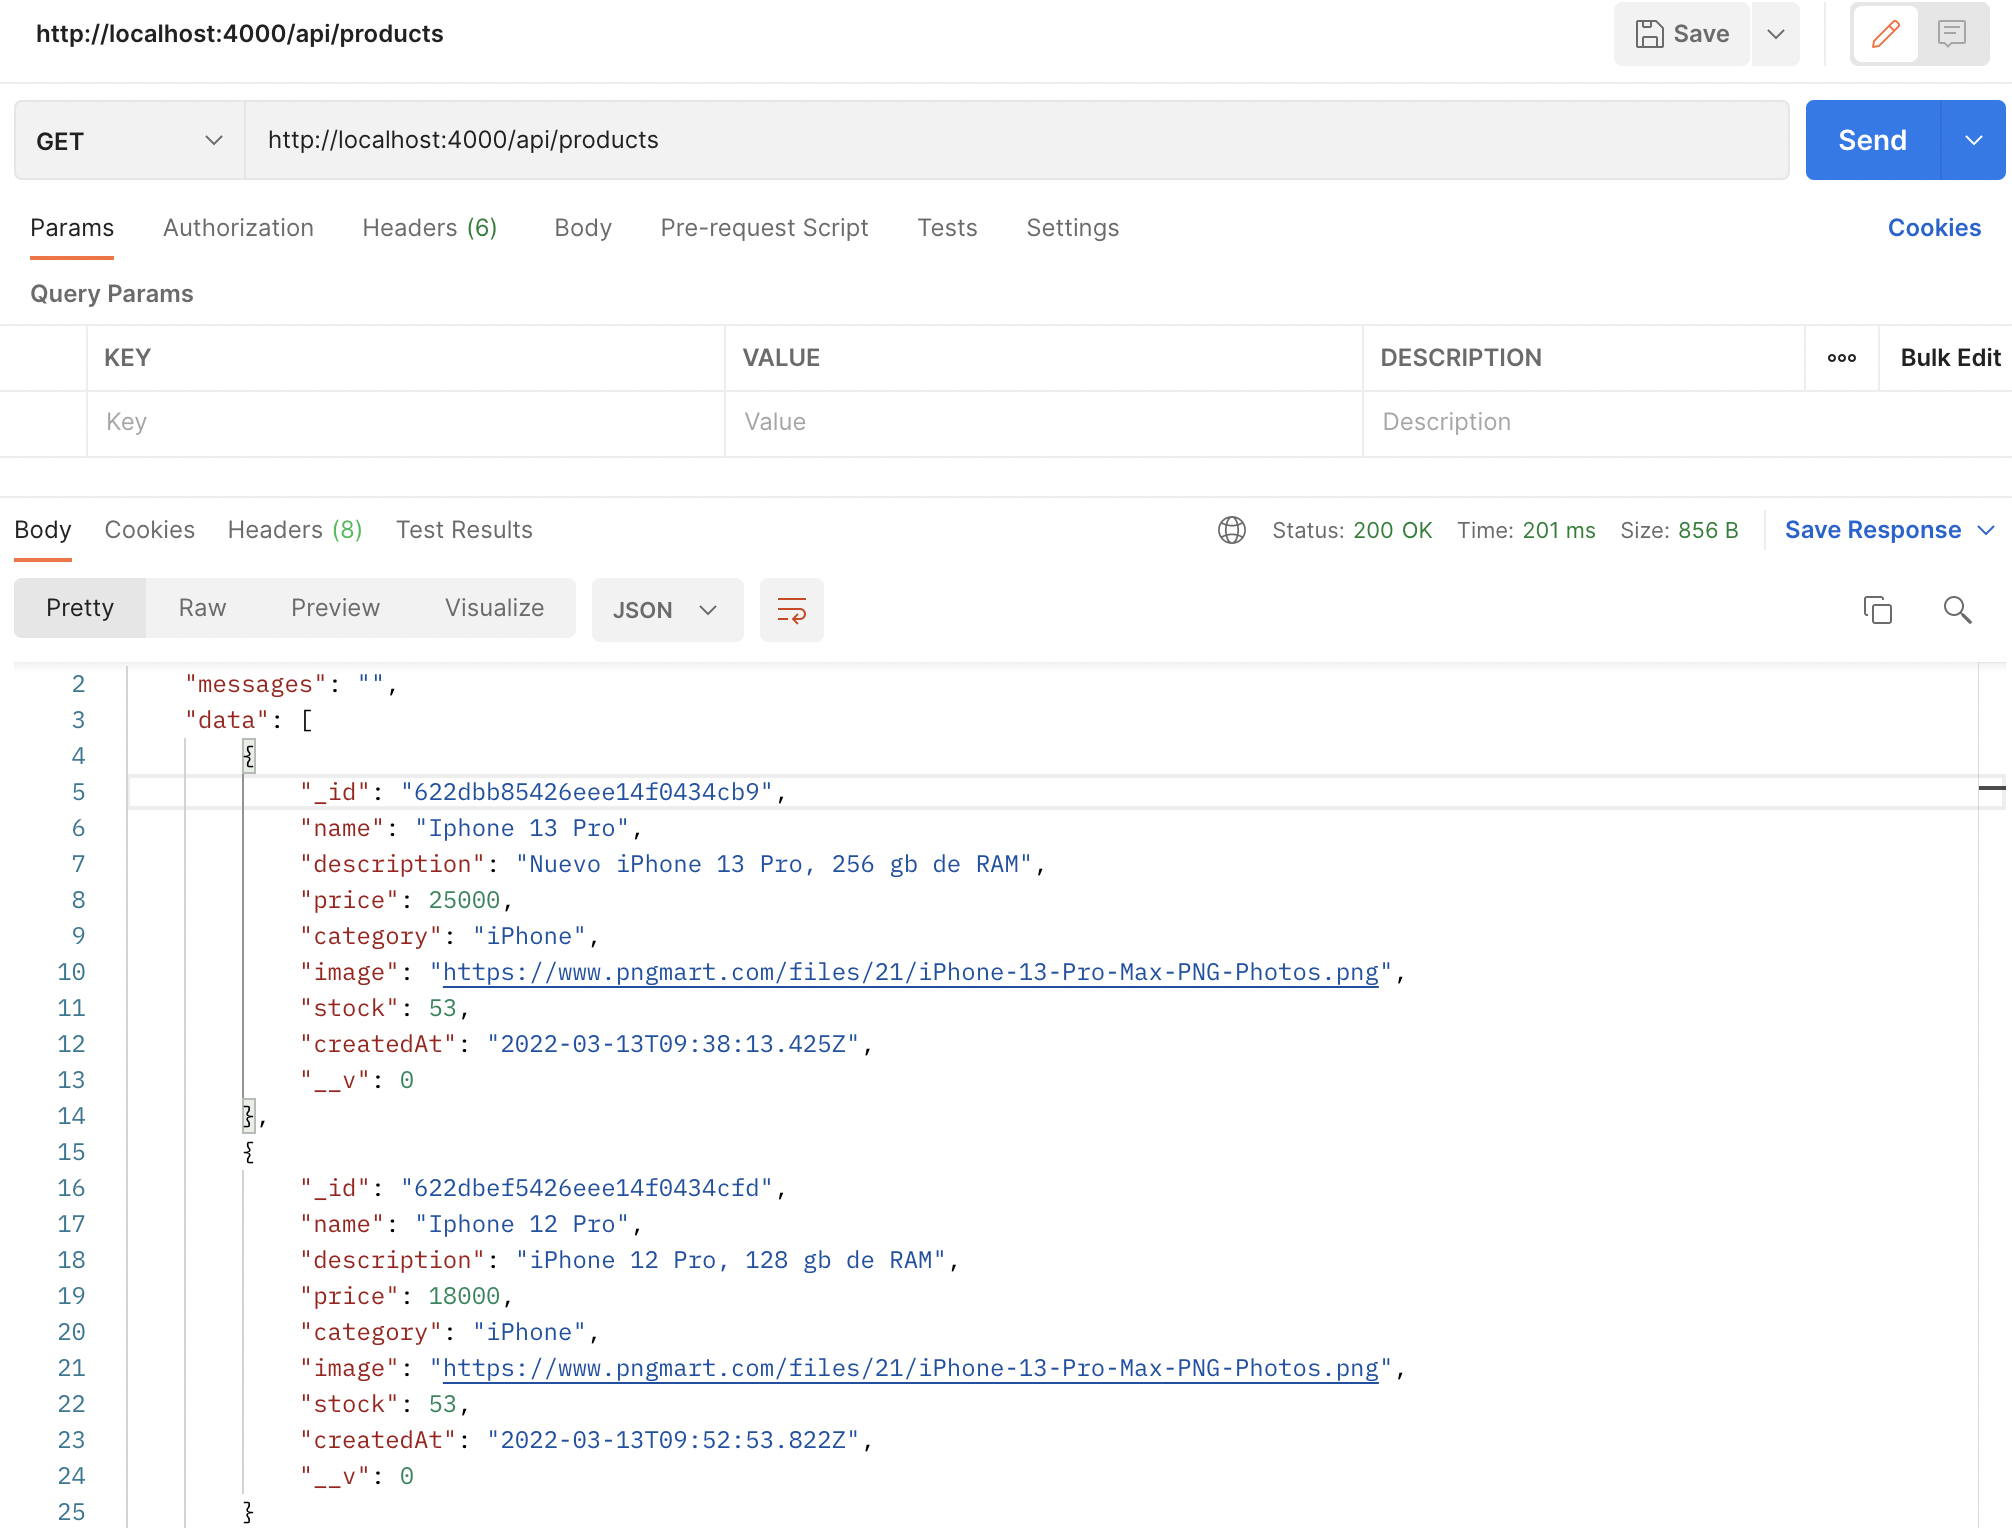 http://localhost:4000/api/products
Save
GET
http://localhost:4000/api/products
Send
Params Authorization Headers (6) Body Pre-request Script Tests Settings Cookies
Query Params
KEY VALUE DESCRIPTION Bulk Edit
Key Value Description
Body Cookies Headers (8) Test Results Status: 200 OK Time: 201 ms Size: 856 B Save Response
Pretty Raw Preview Visualize JSON
2 "messages": "",
3 "data": [
4 {
5 "_id": "622dbb85426eee14f0434cb9",
6 "name": "Iphone 13 Pro",
7 "description": "Nuevo iPhone 13 Pro, 256 gb de RAM",
8 "price": 25000,
9 "category": "iPhone",
10 "image": "https://www.pngmart.com/files/21/iPhone-13-Pro-Max-PNG-Photos.png",
11 "stock": 53,
12 "createdAt": "2022-03-13T09:38:13.425Z",
13 "__v": 0
14 },
15 {
16 "_id": "622dbef5426eee14f0434cfd",
17 "name": "Iphone 12 Pro",
18 "description": "iPhone 12 Pro, 128 gb de RAM",
19 "price": 18000,
20 "category": "iPhone",
21 "image": "https://www.pngmart.com/files/21/iPhone-13-Pro-Max-PNG-Photos.png",
22 "stock": 53,
23 "createdAt": "2022-03-13T09:52:53.822Z",
24 "__v": 0
25 }